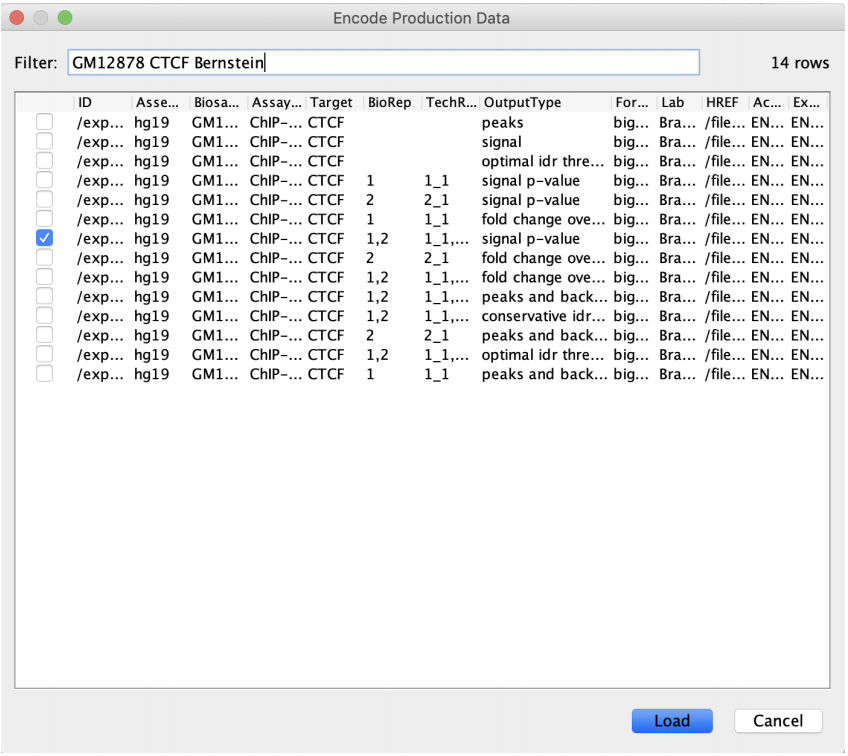 Encode Production Data
Filter: GM12878 CTCF Bernstein 14 rows
ID Asse... Biosa... Assay... Target BioRep TechR... OutputType For... Lab HREF Ac... Ex...
/exp... hg19 GM1... ChIP-... CTCF peaks big... Bra... /file... EN... EN...
/exp... hg19 GM1... ChIP-... CTCF signal big... Bra... /file... EN... EN...
/exp... hg19 GM1... ChIP-... CTCF optimal idr thre... big... Bra... /file... EN... EN...
/exp... hg19 GM1... ChIP-... CTCF 1 1_1 signal p-value big... Bra... /file... EN... EN...
/exp... hg19 GM1... ChIP-... CTCF 2 2_1 signal p-value big... Bra... /file... EN... EN...
/exp... hg19 GM1... ChIP-... CTCF 1 1_1 fold change ove... big... Bra... /file... EN... EN...
/exp... hg19 GM1... ChIP-... CTCF 1,2 1_1,... signal p-value big... Bra... /file... EN... EN...
/exp... hg19 GM1... ChIP-... CTCF 2 2_1 fold change ove... big... Bra... /file... EN... EN...
/exp... hg19 GM1... ChIP-... CTCF 1,2 1_1,... fold change ove... big... Bra... /file... EN... EN...
/exp... hg19 GM1... ChIP-... CTCF 1,2 1_1,... peaks and back... big... Bra... /file... EN... EN...
/exp... hg19 GM1... ChIP-... CTCF 1,2 1_1,... conservative idr... big... Bra... /file... EN... EN...
/exp... hg19 GM1... ChIP-... CTCF 2 2_1 peaks and back... big... Bra... /file... EN... EN...
/exp... hg19 GM1... ChIP-... CTCF 1,2 1_1,... optimal idr thre... big... Bra... /file... EN... EN...
/exp... hg19 GM1... ChIP-... CTCF 1 1_1 peaks and back... big... Bra... /file... EN... EN...
Load Cancel